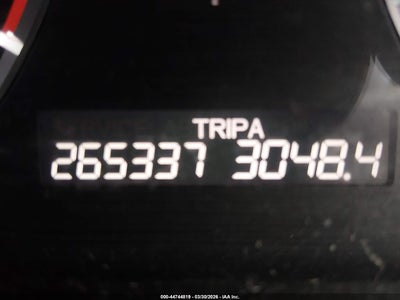 TRIPA
265337 3048.4
000-44744819 - 03/30/2026 - IAA Inc.